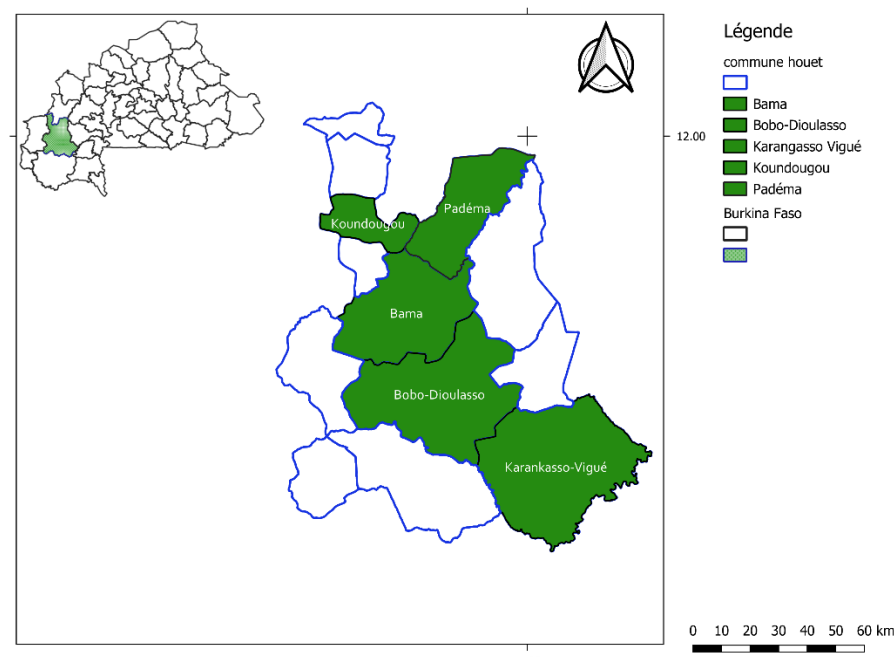 Légende
commune houet
Bama
Bobo-Dioulasso
Karangasso Vigué
Koundougou
Padéma
Burkina Faso
12.00
Padéma
Koundougou
Bama
Bobo-Dioulasso
Karankasso-Vigué
0 10 20 30 40 50 60 km